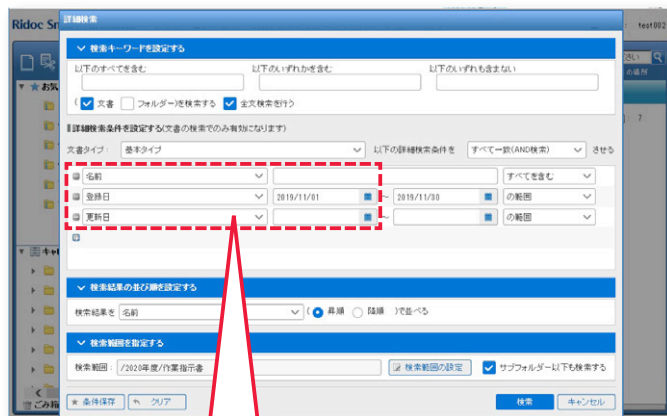 Ridoc Sm
詳細検索
test002
検索キーワードを設定する
以下のすべてを含む
以下のいずれかを含む
以下のいずれも含まない
( 文書 フォルダー)を検索する 全文検索を行う
詳細検索条件を設定する(文書の検索でのみ有効になります)
文書タイプ： 基本タイプ 以下の詳細検索条件を すべて一致(AND検索) させる
名前 すべてを含む
登録日 2019/11/01 ～ 2019/11/30 の範囲
更新日 ～ の範囲
検索結果の並び順を設定する
検索結果を 名前 ( 昇順 降順 )で並べる
検索範囲を指定する
検索範囲： /2020年度/作業指示書 検索範囲の設定 サブフォルダー以下も検索する
条件保存 クリア 検索 キャンセル
お気
キャビ
ごみ箱
の場所
7